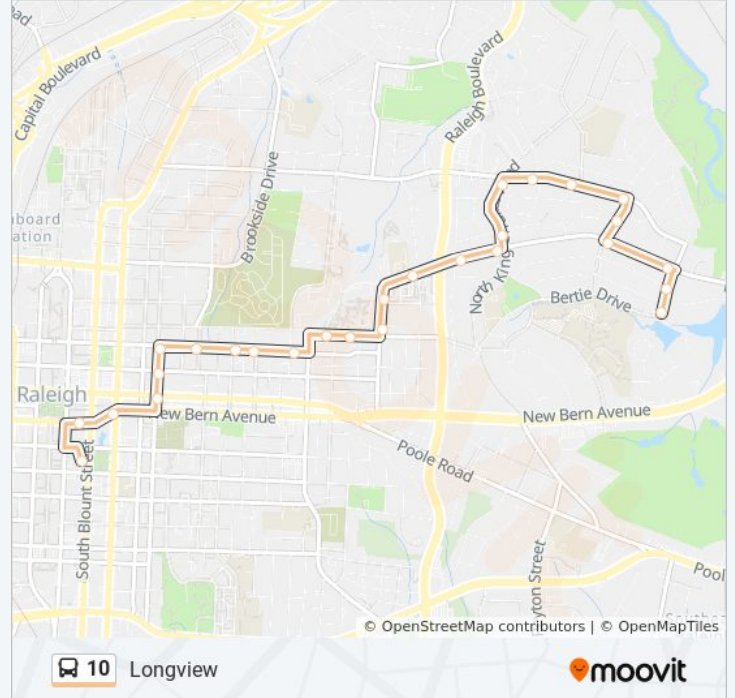 Capital Boulevard
Raleigh Boulevard
Brookside Drive
North King
Bertie Drive
Raleigh
New Bern Avenue
New Bern Avenue
Poole Road
South Blount Street
© OpenStreetMap contributors | © OpenMapTiles
10 Longview
moovit